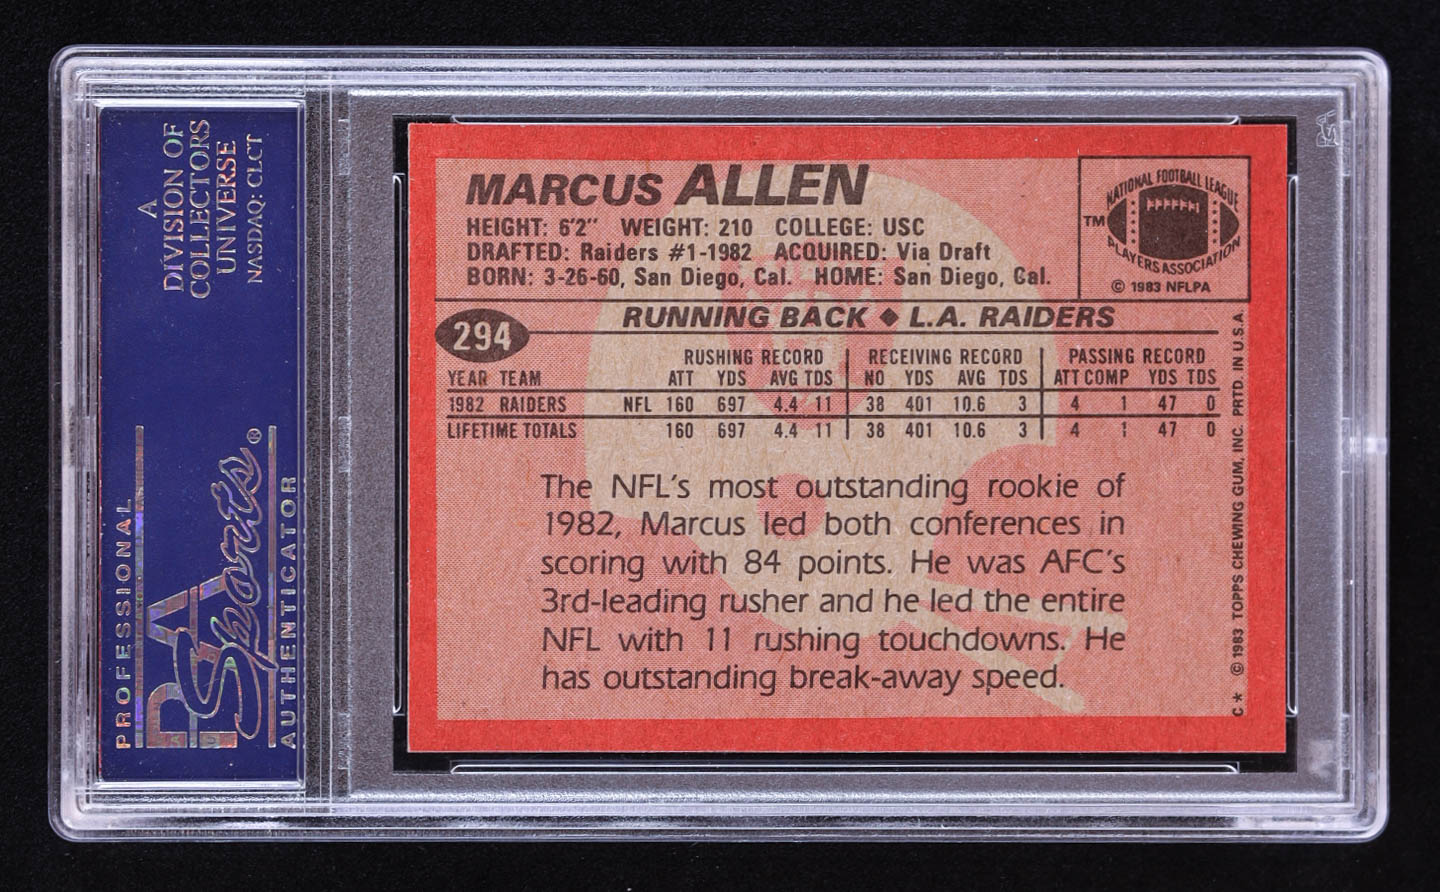 A
DIVISION OF
COLLECTORS
UNIVERSE
NASDAQ: CLCT
PROFESSIONAL
PSA
Sports®
AUTHENTICATOR
MARCUS ALLEN
HEIGHT: 6'2" WEIGHT: 210 COLLEGE: USC
DRAFTED: Raiders #1-1982 ACQUIRED: Via Draft
BORN: 3-26-60, San Diego, Cal. HOME: San Diego, Cal.
NATIONAL FOOTBALL LEAGUE
TM
PLAYERS ASSOCIATION
© 1983 NFLPA
294
RUNNING BACK ◆ L.A. RAIDERS
RUSHING RECORD RECEIVING RECORD PASSING RECORD
YEAR TEAM ATT YDS AVG TDS NO YDS AVG TDS ATT COMP YDS TDS
1982 RAIDERS NFL 160 697 4.4 11 38 401 10.6 3 4 1 47 0
LIFETIME TOTALS 160 697 4.4 11 38 401 10.6 3 4 1 47 0
The NFL's most outstanding rookie of
1982, Marcus led both conferences in
scoring with 84 points. He was AFC's
3rd-leading rusher and he led the entire
NFL with 11 rushing touchdowns. He
has outstanding break-away speed.
C* © 1983 TOPPS CHEWING GUM, INC. PRTD. IN U.S.A.
PSA